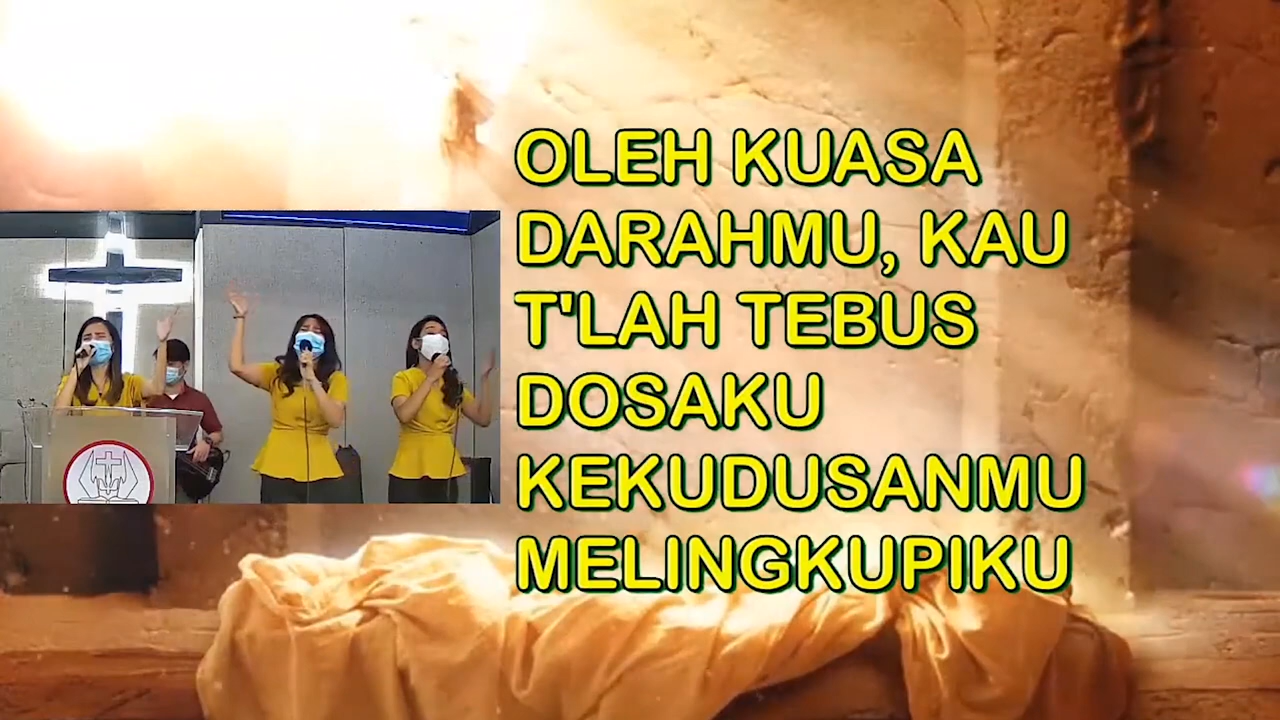 OLEH KUASA
DARAHMU, KAU
T'LAH TEBUS
DOSAKU
KEKUDUSANMU
MELINGKUPIKU